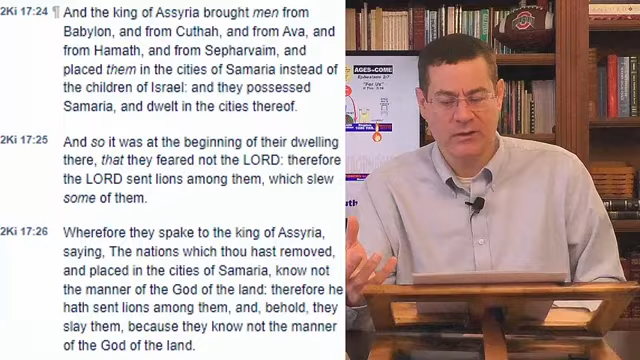 2Ki 17:24 ¶ And the king of Assyria brought men from
Babylon, and from Cuthah, and from Ava, and
from Hamath, and from Sepharvaim, and
placed them in the cities of Samaria instead of
the children of Israel: and they possessed
Samaria, and dwelt in the cities thereof.
2Ki 17:25 And so it was at the beginning of their dwelling
there, that they feared not the LORD: therefore
the LORD sent lions among them, which slew
some of them.
2Ki 17:26 Wherefore they spake to the king of Assyria,
saying, The nations which thou hast removed,
and placed in the cities of Samaria, know not
the manner of the God of the land: therefore he
hath sent lions among them, and, behold, they
slay them, because they know not the manner
of the God of the land.
AGES to COME
Ephesians 2:7
"For Us"